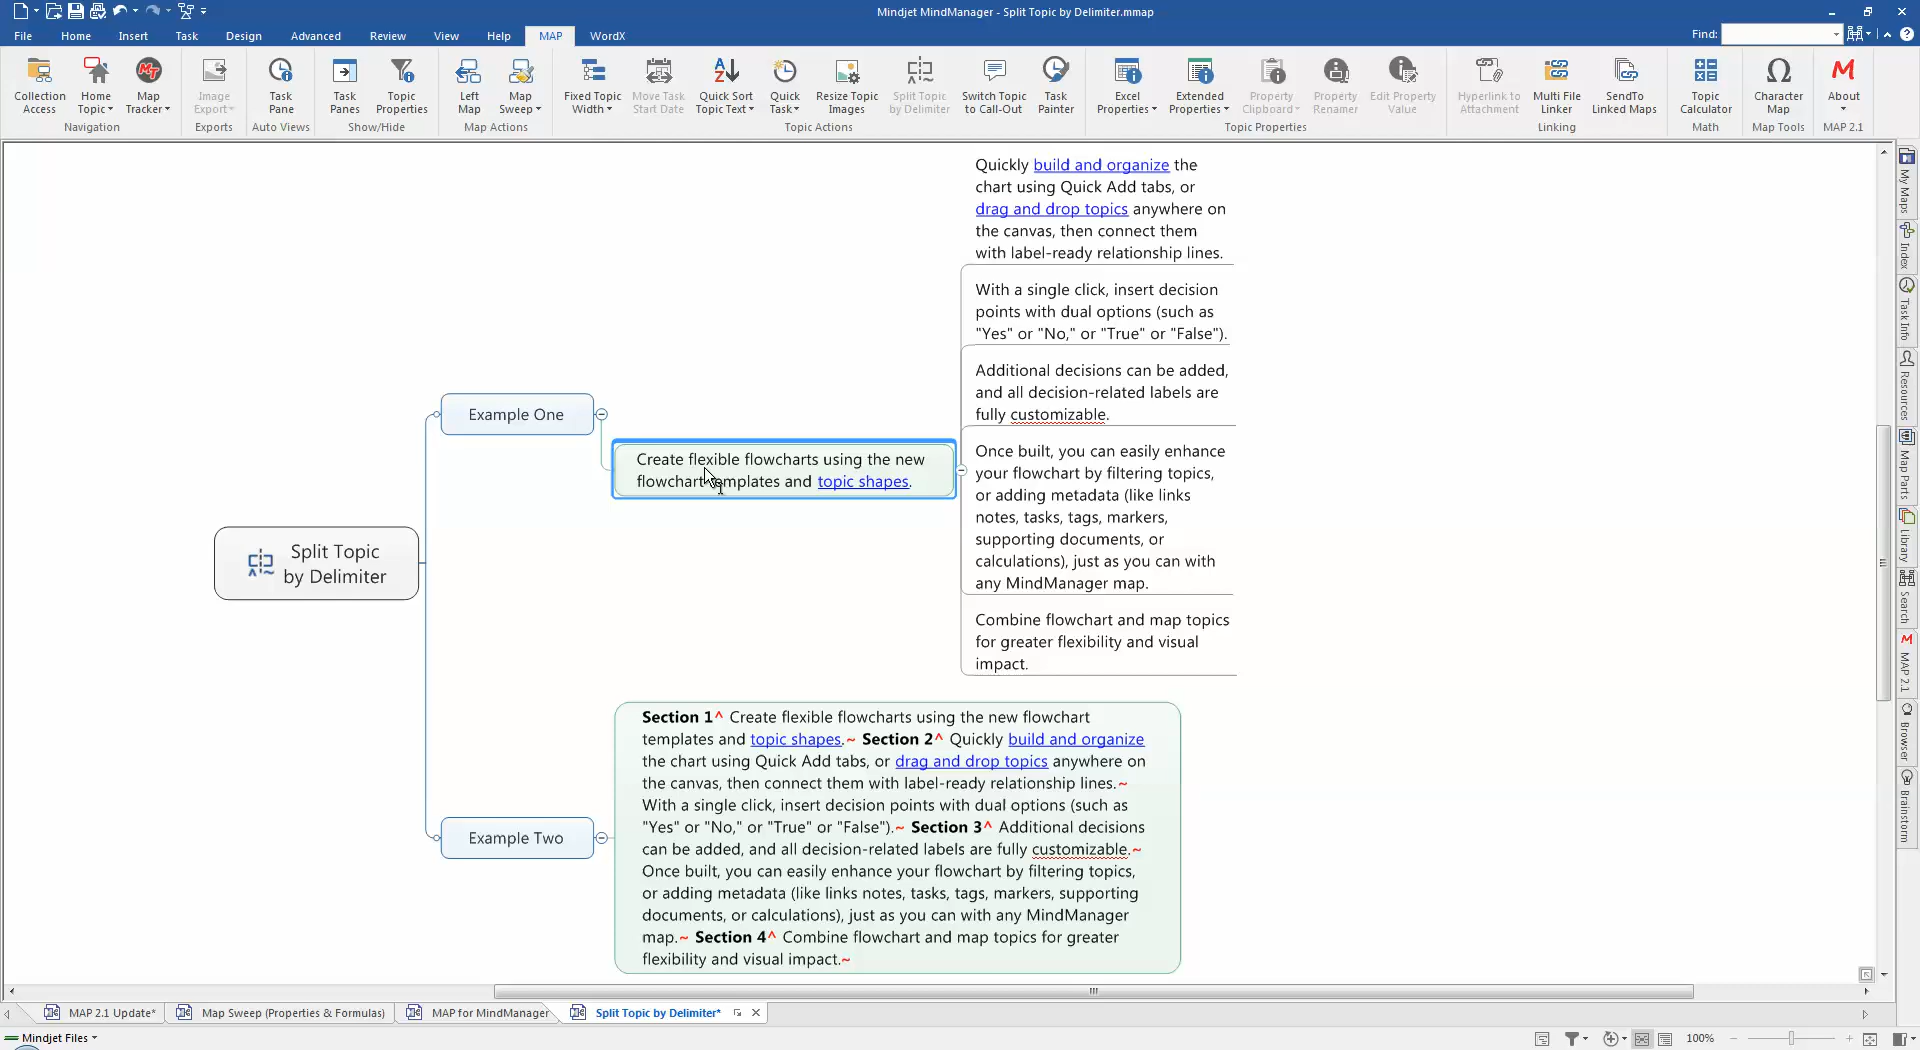 Mindjet MindManager - Split Topic by Delimiter.mmap
File Home Insert Task Design Advanced Review View Help MAP WordX
Find:
Collection Access
Home Topic
Map Tracker
Navigation
Image Export
Exports
Task Pane
Auto Views
Task Panes
Topic Properties
Show/Hide
Left Map
Map Sweep
Map Actions
Fixed Topic Width
Move Task Start Date
Quick Sort Topic Text
Quick Task
Resize Topic Images
Split Topic by Delimiter
Switch Topic to Call-Out
Task Painter
Topic Actions
Excel Properties
Extended Properties
Property Clipboard
Property Renamer
Edit Property Value
Topic Properties
Hyperlink to Attachment
Multi File Linker
SendTo Linked Maps
Linking
Topic Calculator
Math
Character Map
Map Tools
About
MAP 2.1
Quickly build and organize the
chart using Quick Add tabs, or
drag and drop topics anywhere on
the canvas, then connect them
with label-ready relationship lines.
With a single click, insert decision
points with dual options (such as
"Yes" or "No," or "True" or "False").
Additional decisions can be added,
and all decision-related labels are
fully customizable.
Example One
Create flexible flowcharts using the new
flowchart templates and topic shapes.
Once built, you can easily enhance
your flowchart by filtering topics,
or adding metadata (like links
notes, tasks, tags, markers,
supporting documents, or
calculations), just as you can with
any MindManager map.
Combine flowchart and map topics
for greater flexibility and visual
impact.
Split Topic
by Delimiter
Example Two
Section 1^ Create flexible flowcharts using the new flowchart
templates and topic shapes.~ Section 2^ Quickly build and organize
the chart using Quick Add tabs, or drag and drop topics anywhere on
the canvas, then connect them with label-ready relationship lines.~
With a single click, insert decision points with dual options (such as
"Yes" or "No," or "True" or "False").~ Section 3^ Additional decisions
can be added, and all decision-related labels are fully customizable.~
Once built, you can easily enhance your flowchart by filtering topics,
or adding metadata (like links notes, tasks, tags, markers, supporting
documents, or calculations), just as you can with any MindManager
map.~ Section 4^ Combine flowchart and map topics for greater
flexibility and visual impact.~
My Maps
Index
Task Info
Resources
Map Parts
Library
Search
MAP 2.1
Browser
Brainstorm
MAP 2.1 Update*
Map Sweep (Properties & Formulas)
MAP for MindManager
Split Topic by Delimiter*
Mindjet Files
100%